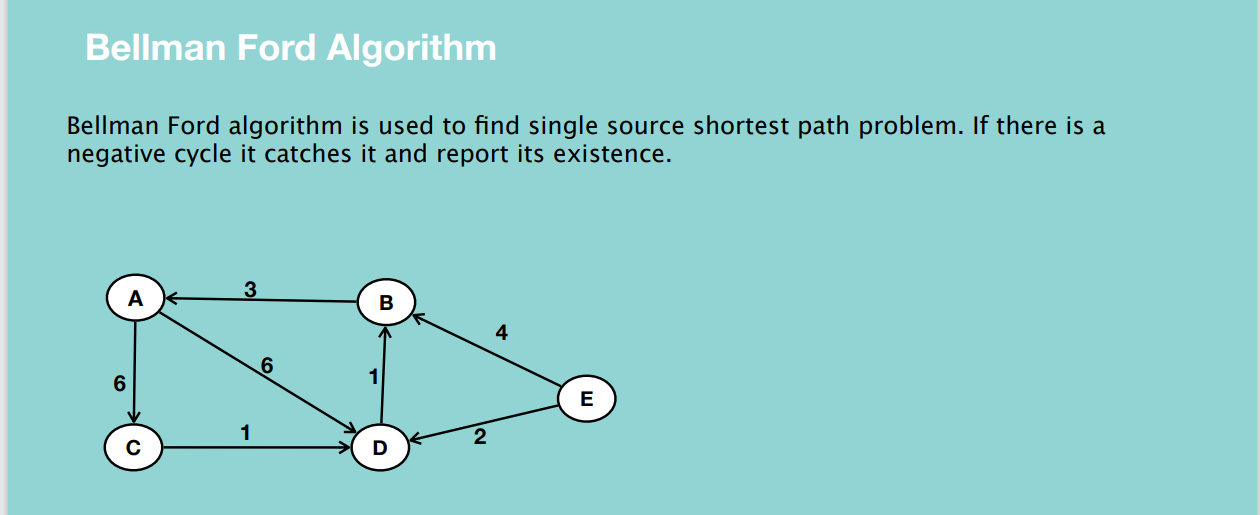 Bellman Ford Algorithm
Bellman Ford algorithm is used to find single source shortest path problem. If there is a
negative cycle it catches it and report its existence.
3
A
B
4
6
6
1
E
1
2
C
D